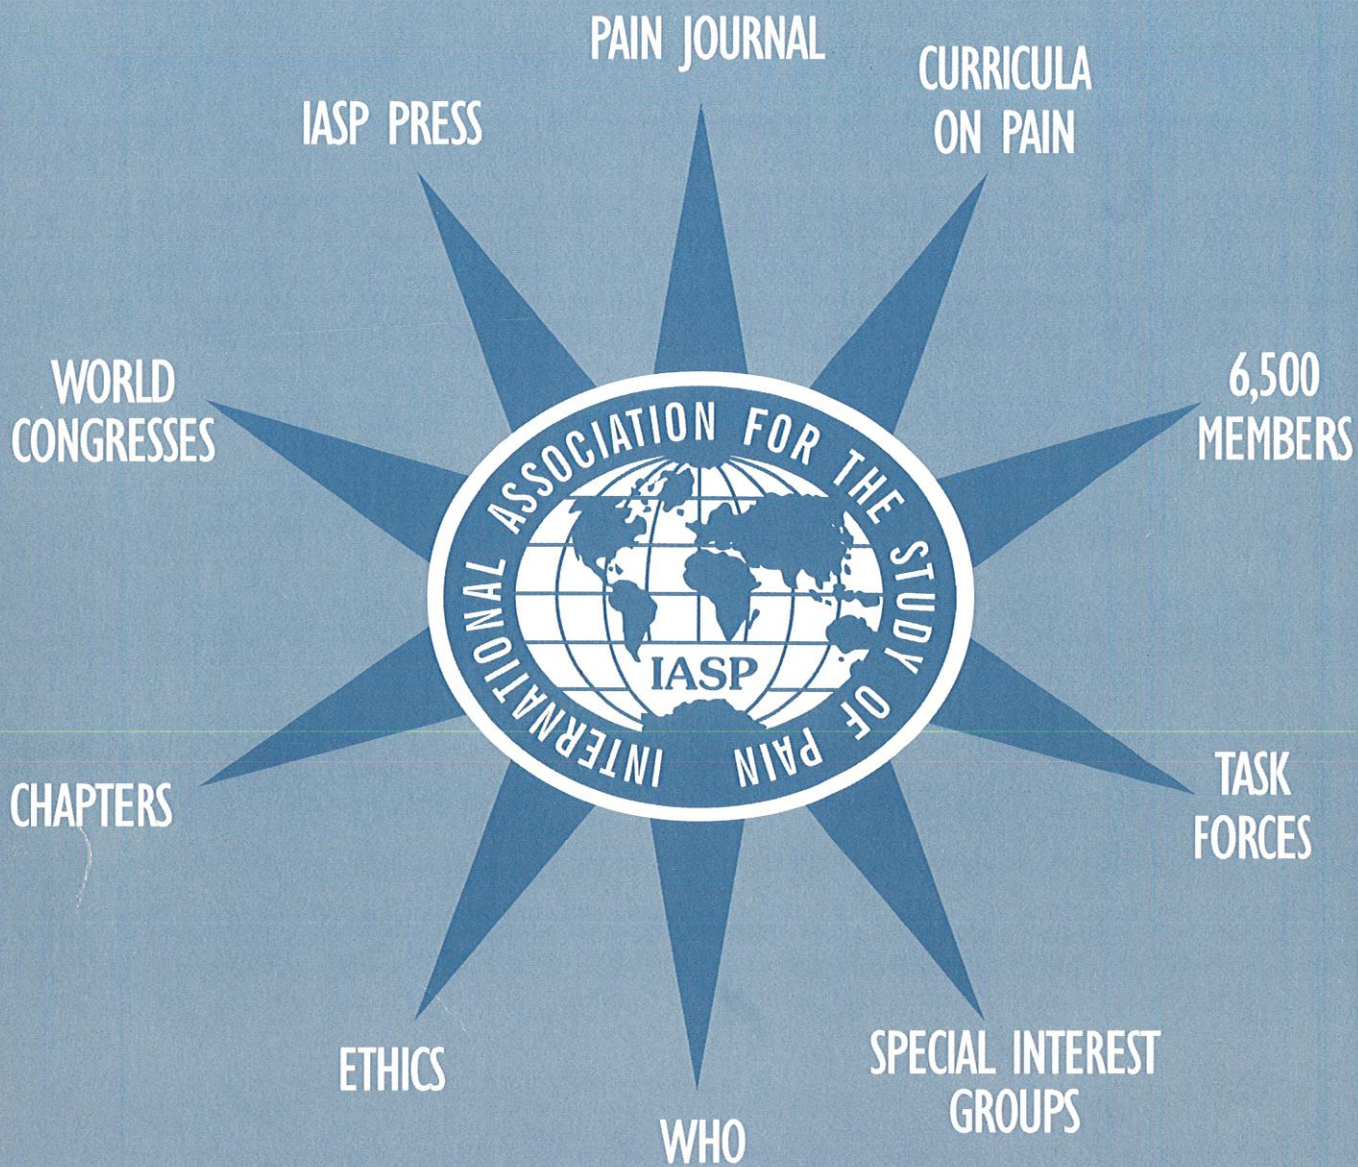 PAIN JOURNAL
CURRICULA
ON PAIN
IASP PRESS
6,500
MEMBERS
WORLD
CONGRESSES
INTERNATIONAL ASSOCIATION FOR THE STUDY OF PAIN
IASP
TASK
FORCES
CHAPTERS
SPECIAL INTEREST
GROUPS
ETHICS
WHO